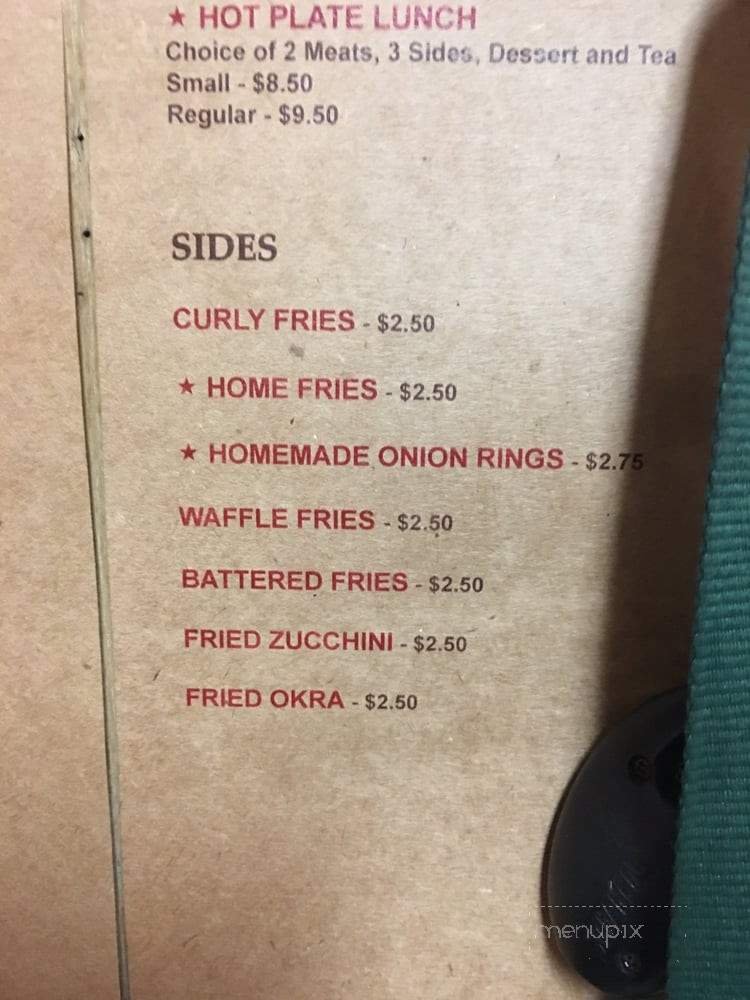 ★ HOT PLATE LUNCH
Choice of 2 Meats, 3 Sides, Dessert and Tea
Small - $8.50
Regular - $9.50
SIDES
CURLY FRIES - $2.50
★ HOME FRIES - $2.50
★ HOMEMADE ONION RINGS - $2.75
WAFFLE FRIES - $2.50
BATTERED FRIES - $2.50
FRIED ZUCCHINI - $2.50
FRIED OKRA - $2.50
menupix